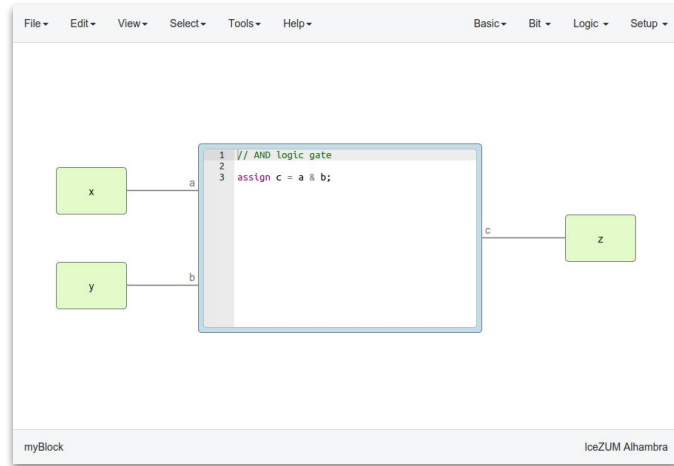 File Edit View Select Tools Help Basic Bit Logic Setup
1 // AND logic gate
2
3 assign c = a & b;
x
a
y
b
c
z
myBlock IceZUM Alhambra